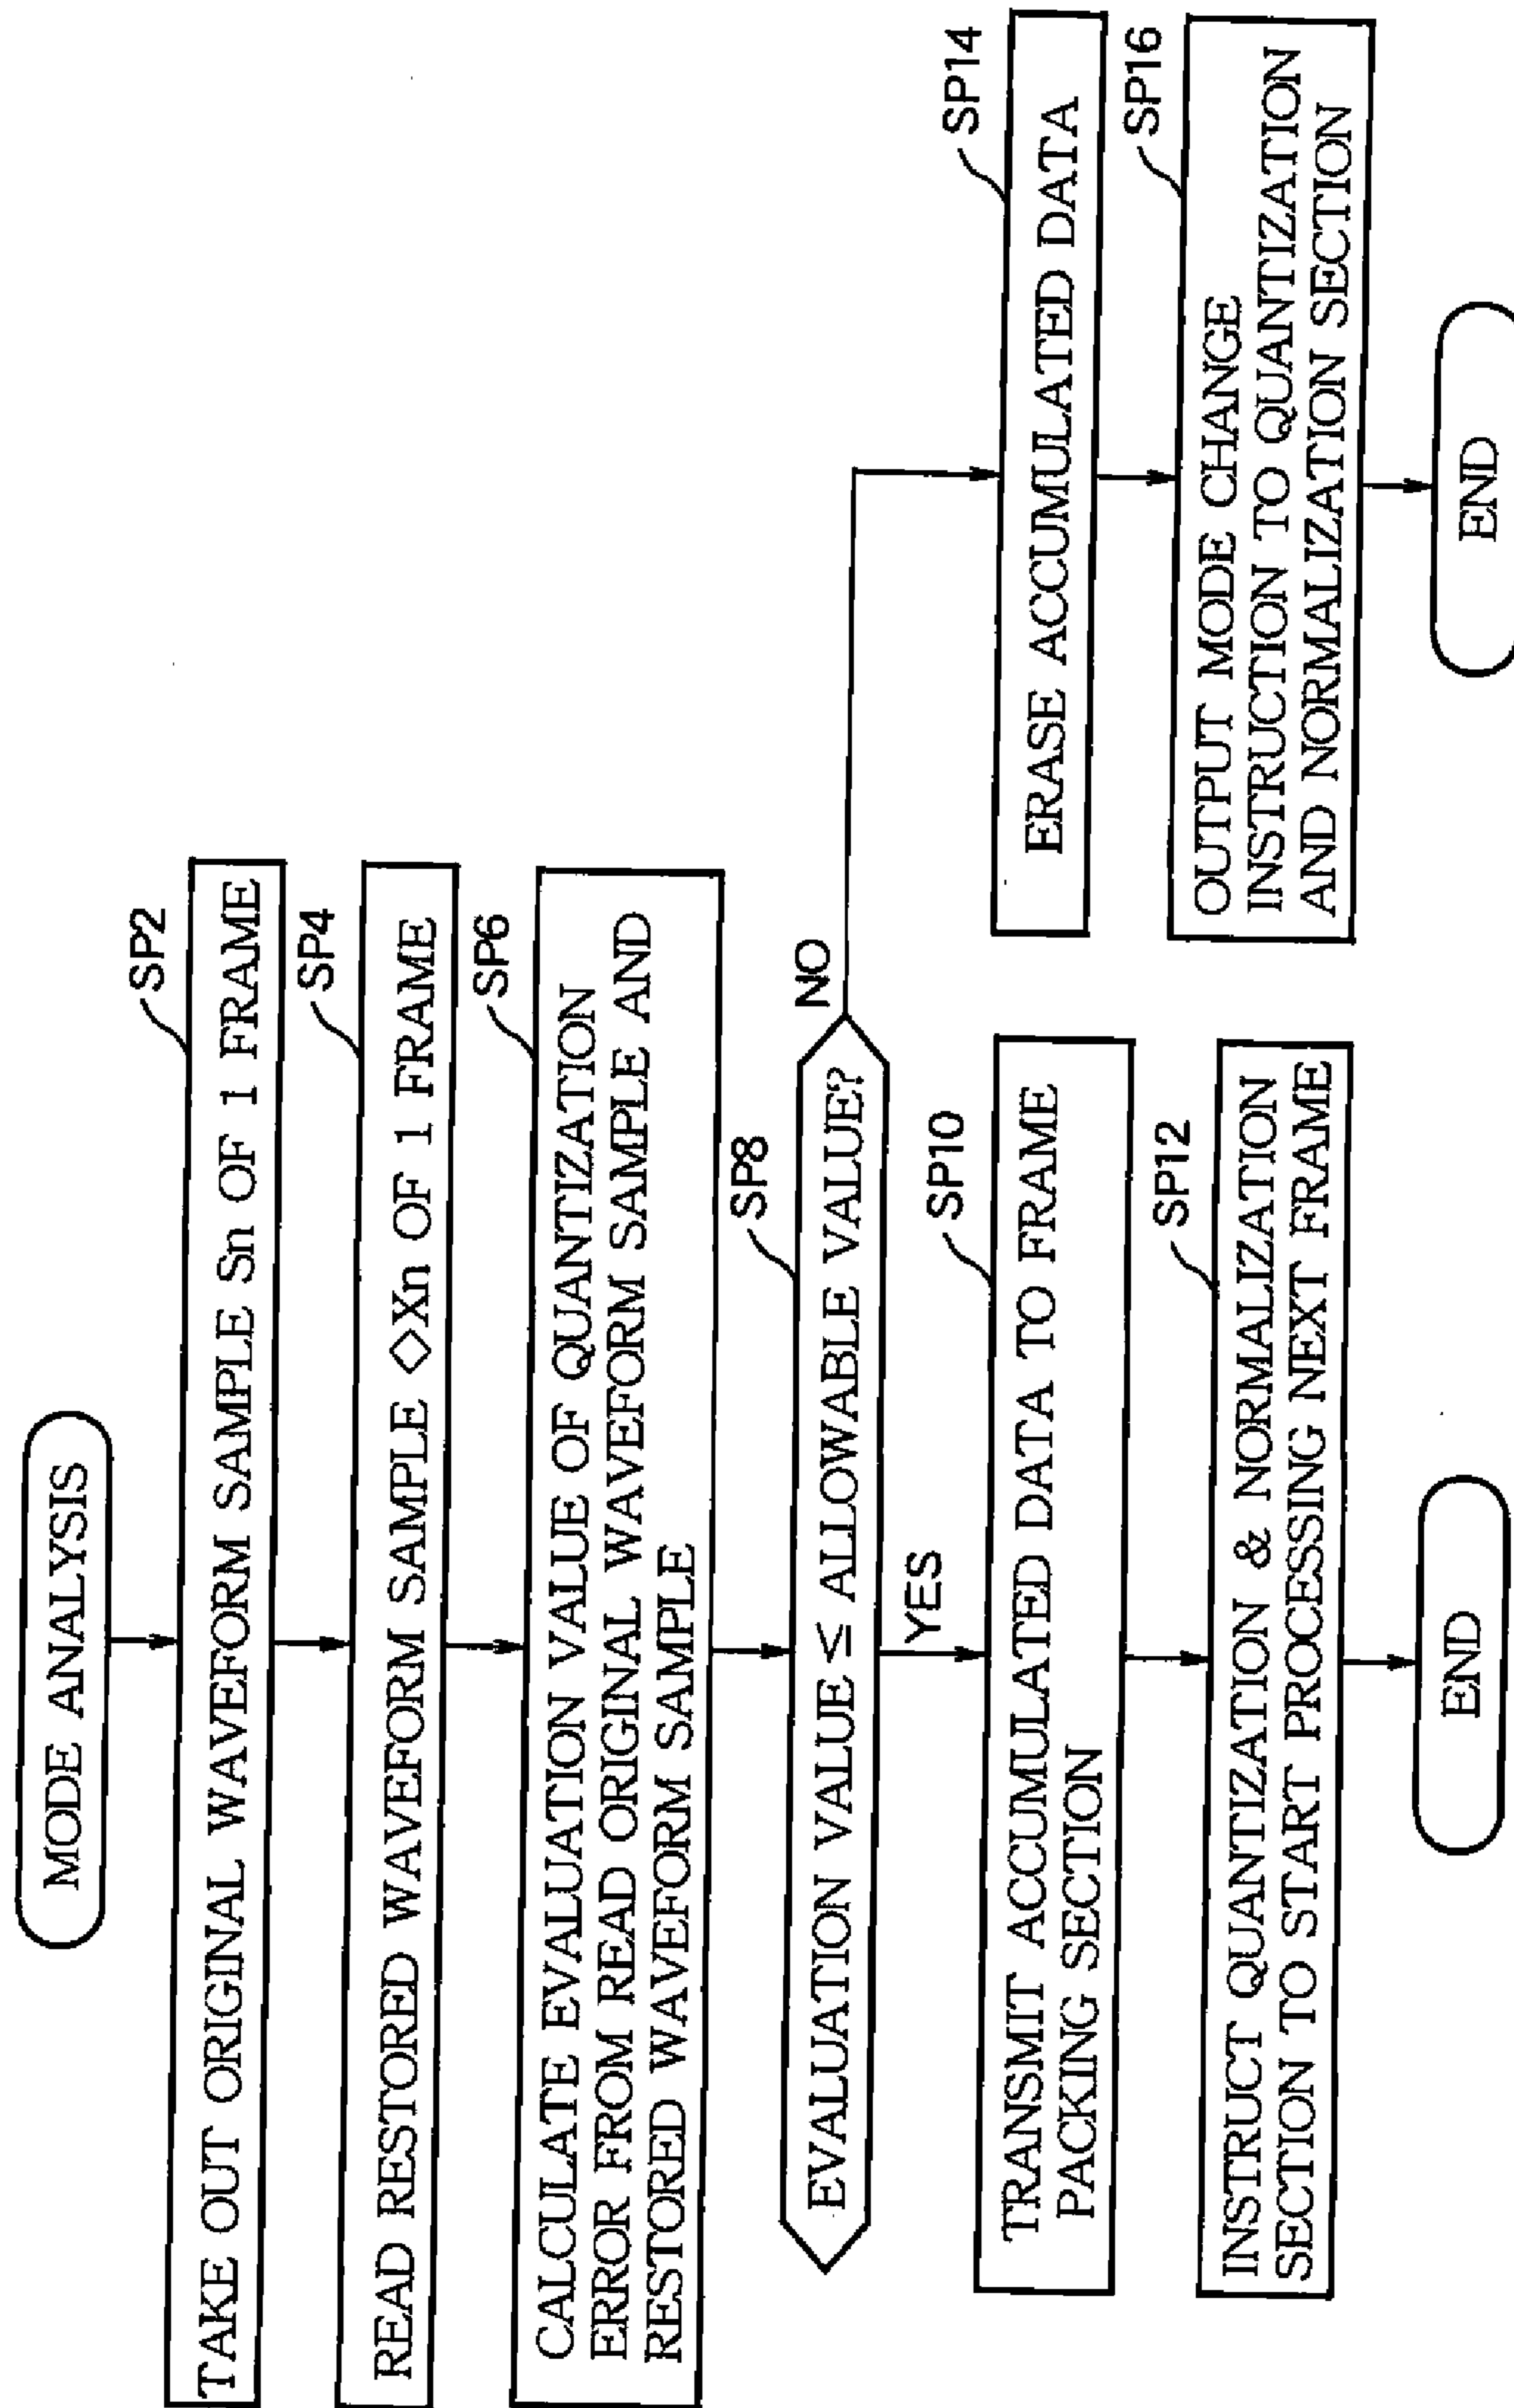 MODE ANALYSIS
SP2
TAKE OUT ORIGINAL WAVEFORM SAMPLE Sn OF 1 FRAME
SP4
READ RESTORED WAVEFORM SAMPLE ◇Xn OF 1 FRAME
SP6
CALCULATE EVALUATION VALUE OF QUANTIZATION
ERROR FROM READ ORIGINAL WAVEFORM SAMPLE AND
RESTORED WAVEFORM SAMPLE
SP8
EVALUATION VALUE ≤ ALLOWABLE VALUE?
NO
YES
SP10
TRANSMIT ACCUMULATED DATA TO FRAME
PACKING SECTION
SP12
INSTRUCT QUANTIZATION & NORMALIZATION
SECTION TO START PROCESSING NEXT FRAME
END
SP14
ERASE ACCUMULATED DATA
SP16
OUTPUT MODE CHANGE
INSTRUCTION TO QUANTIZATION
AND NORMALIZATION SECTION
END